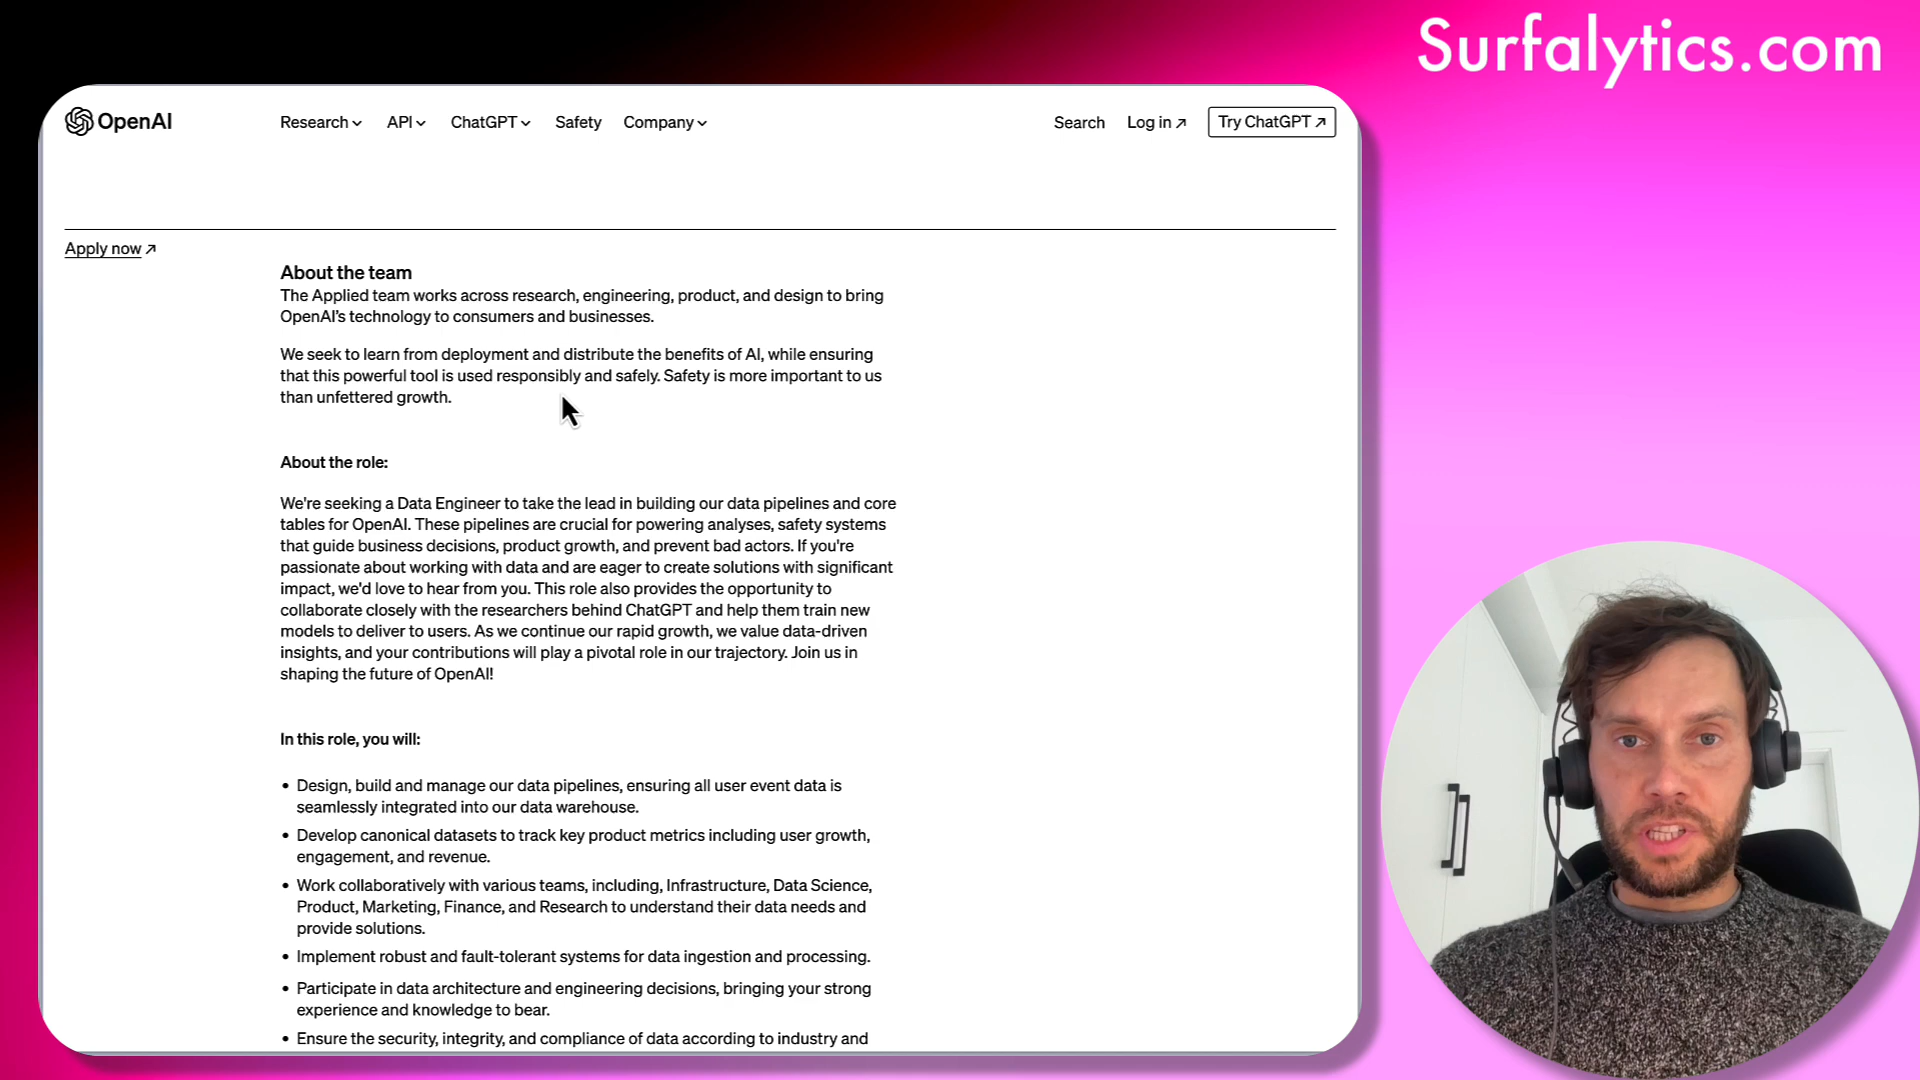 Surfalytics.com
OpenAI
Research API ChatGPT Safety Company
Search Log in ↗ Try ChatGPT ↗
Apply now ↗
About the team
The Applied team works across research, engineering, product, and design to bring
OpenAI's technology to consumers and businesses.
We seek to learn from deployment and distribute the benefits of AI, while ensuring
that this powerful tool is used responsibly and safely. Safety is more important to us
than unfettered growth.
About the role:
We're seeking a Data Engineer to take the lead in building our data pipelines and core
tables for OpenAI. These pipelines are crucial for powering analyses, safety systems
that guide business decisions, product growth, and prevent bad actors. If you're
passionate about working with data and are eager to create solutions with significant
impact, we'd love to hear from you. This role also provides the opportunity to
collaborate closely with the researchers behind ChatGPT and help them train new
models to deliver to users. As we continue our rapid growth, we value data-driven
insights, and your contributions will play a pivotal role in our trajectory. Join us in
shaping the future of OpenAI!
In this role, you will:
• Design, build and manage our data pipelines, ensuring all user event data is
seamlessly integrated into our data warehouse.
• Develop canonical datasets to track key product metrics including user growth,
engagement, and revenue.
• Work collaboratively with various teams, including, Infrastructure, Data Science,
Product, Marketing, Finance, and Research to understand their data needs and
provide solutions.
• Implement robust and fault-tolerant systems for data ingestion and processing.
• Participate in data architecture and engineering decisions, bringing your strong
experience and knowledge to bear.
• Ensure the security, integrity, and compliance of data according to industry and